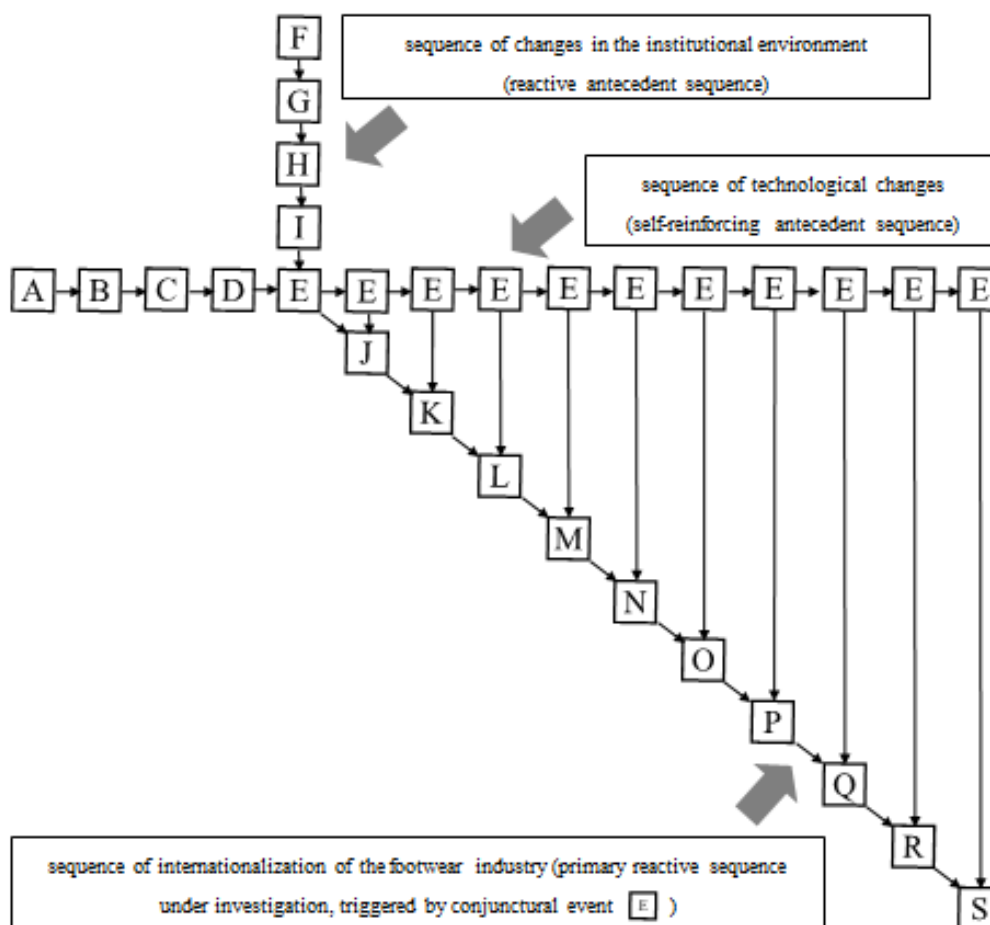 F
sequence of changes in the institutional environment
(reactive antecedent sequence)
G
H
sequence of technological changes
(self-reinforcing antecedent sequence)
I
A B C D E E E E E E E E E E E
J
K
L
M
N
O
P
Q
R
sequence of internationalization of the footwear industry (primary reactive sequence
under investigation, triggered by conjunctural event E )
S